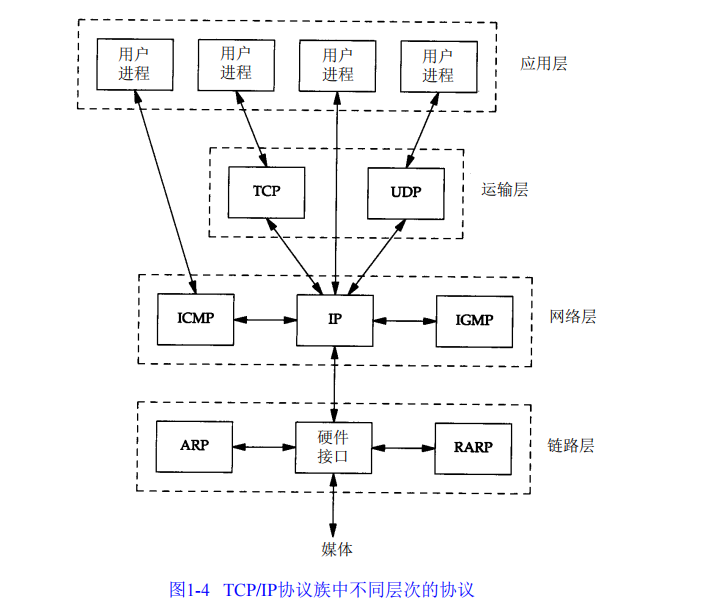 用户
进程
用户
进程
用户
进程
用户
进程
应用层
TCP
UDP
运输层
ICMP
IP
IGMP
网络层
ARP
硬件
接口
RARP
链路层
媒体
图1-4 TCP/IP协议族中不同层次的协议